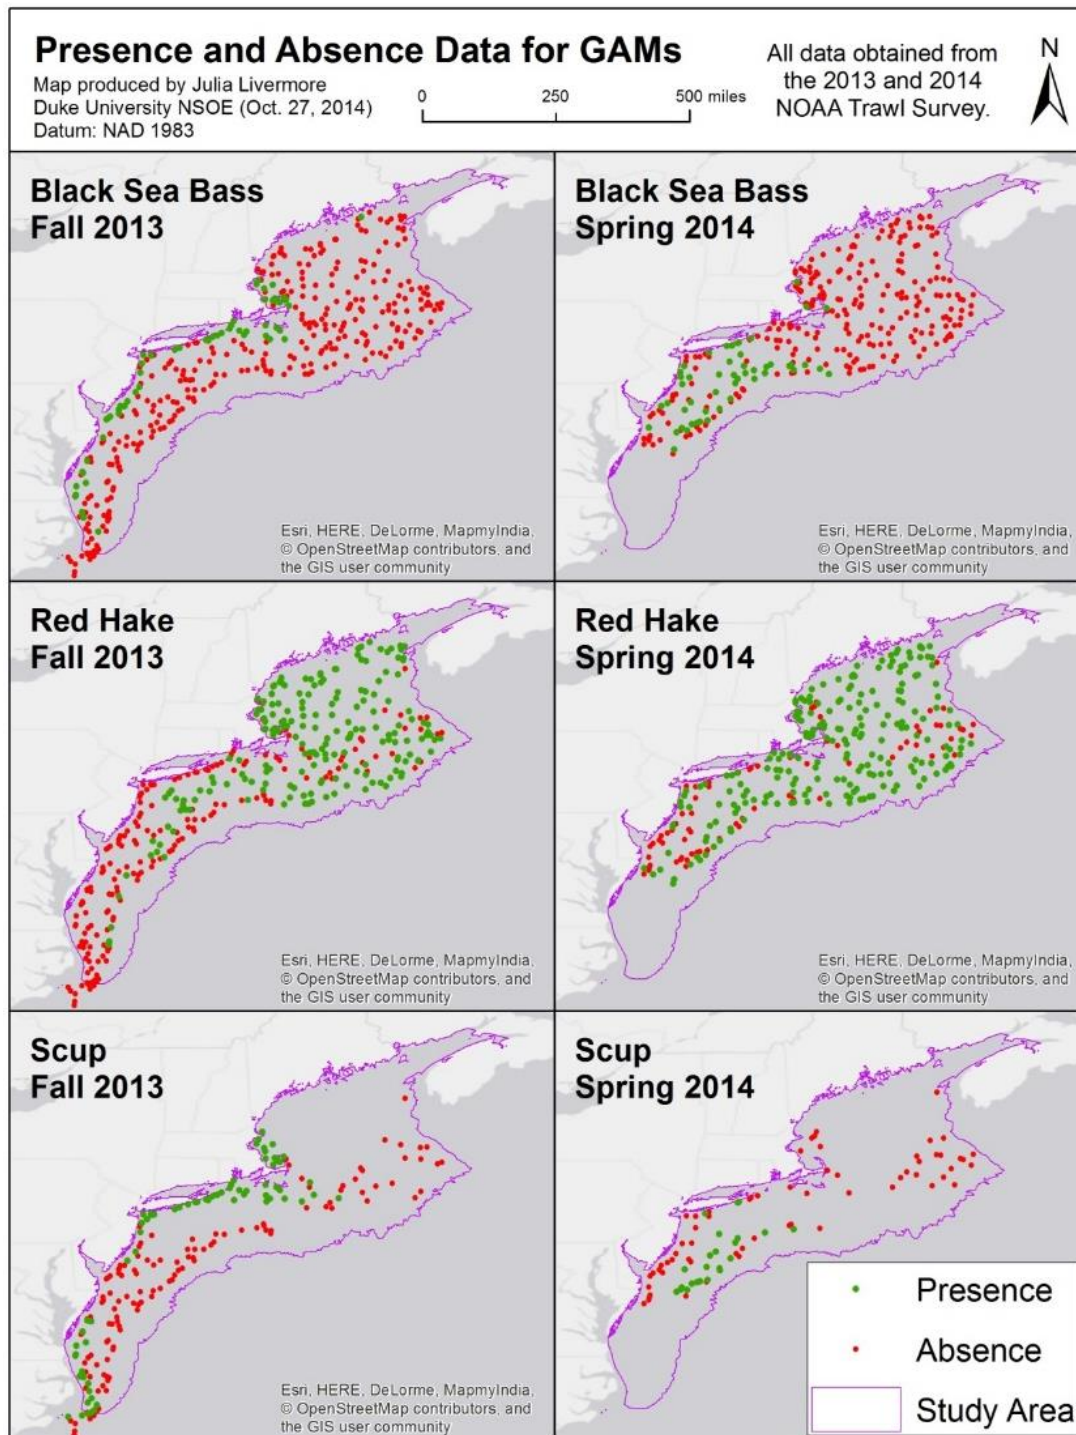 Presence and Absence Data for GAMs
Map produced by Julia Livermore
Duke University NSOE (Oct. 27, 2014)
Datum: NAD 1983
0 250 500 miles
All data obtained from
the 2013 and 2014
NOAA Trawl Survey.
N
Black Sea Bass
Fall 2013
Esri, HERE, DeLorme, MapmyIndia,
© OpenStreetMap contributors, and
the GIS user community
Black Sea Bass
Spring 2014
Esri, HERE, DeLorme, MapmyIndia,
© OpenStreetMap contributors, and
the GIS user community
Red Hake
Fall 2013
Esri, HERE, DeLorme, MapmyIndia,
© OpenStreetMap contributors, and
the GIS user community
Red Hake
Spring 2014
Esri, HERE, DeLorme, MapmyIndia,
© OpenStreetMap contributors, and
the GIS user community
Scup
Fall 2013
Esri, HERE, DeLorme, MapmyIndia,
© OpenStreetMap contributors, and
the GIS user community
Scup
Spring 2014
Presence
Absence
Study Area